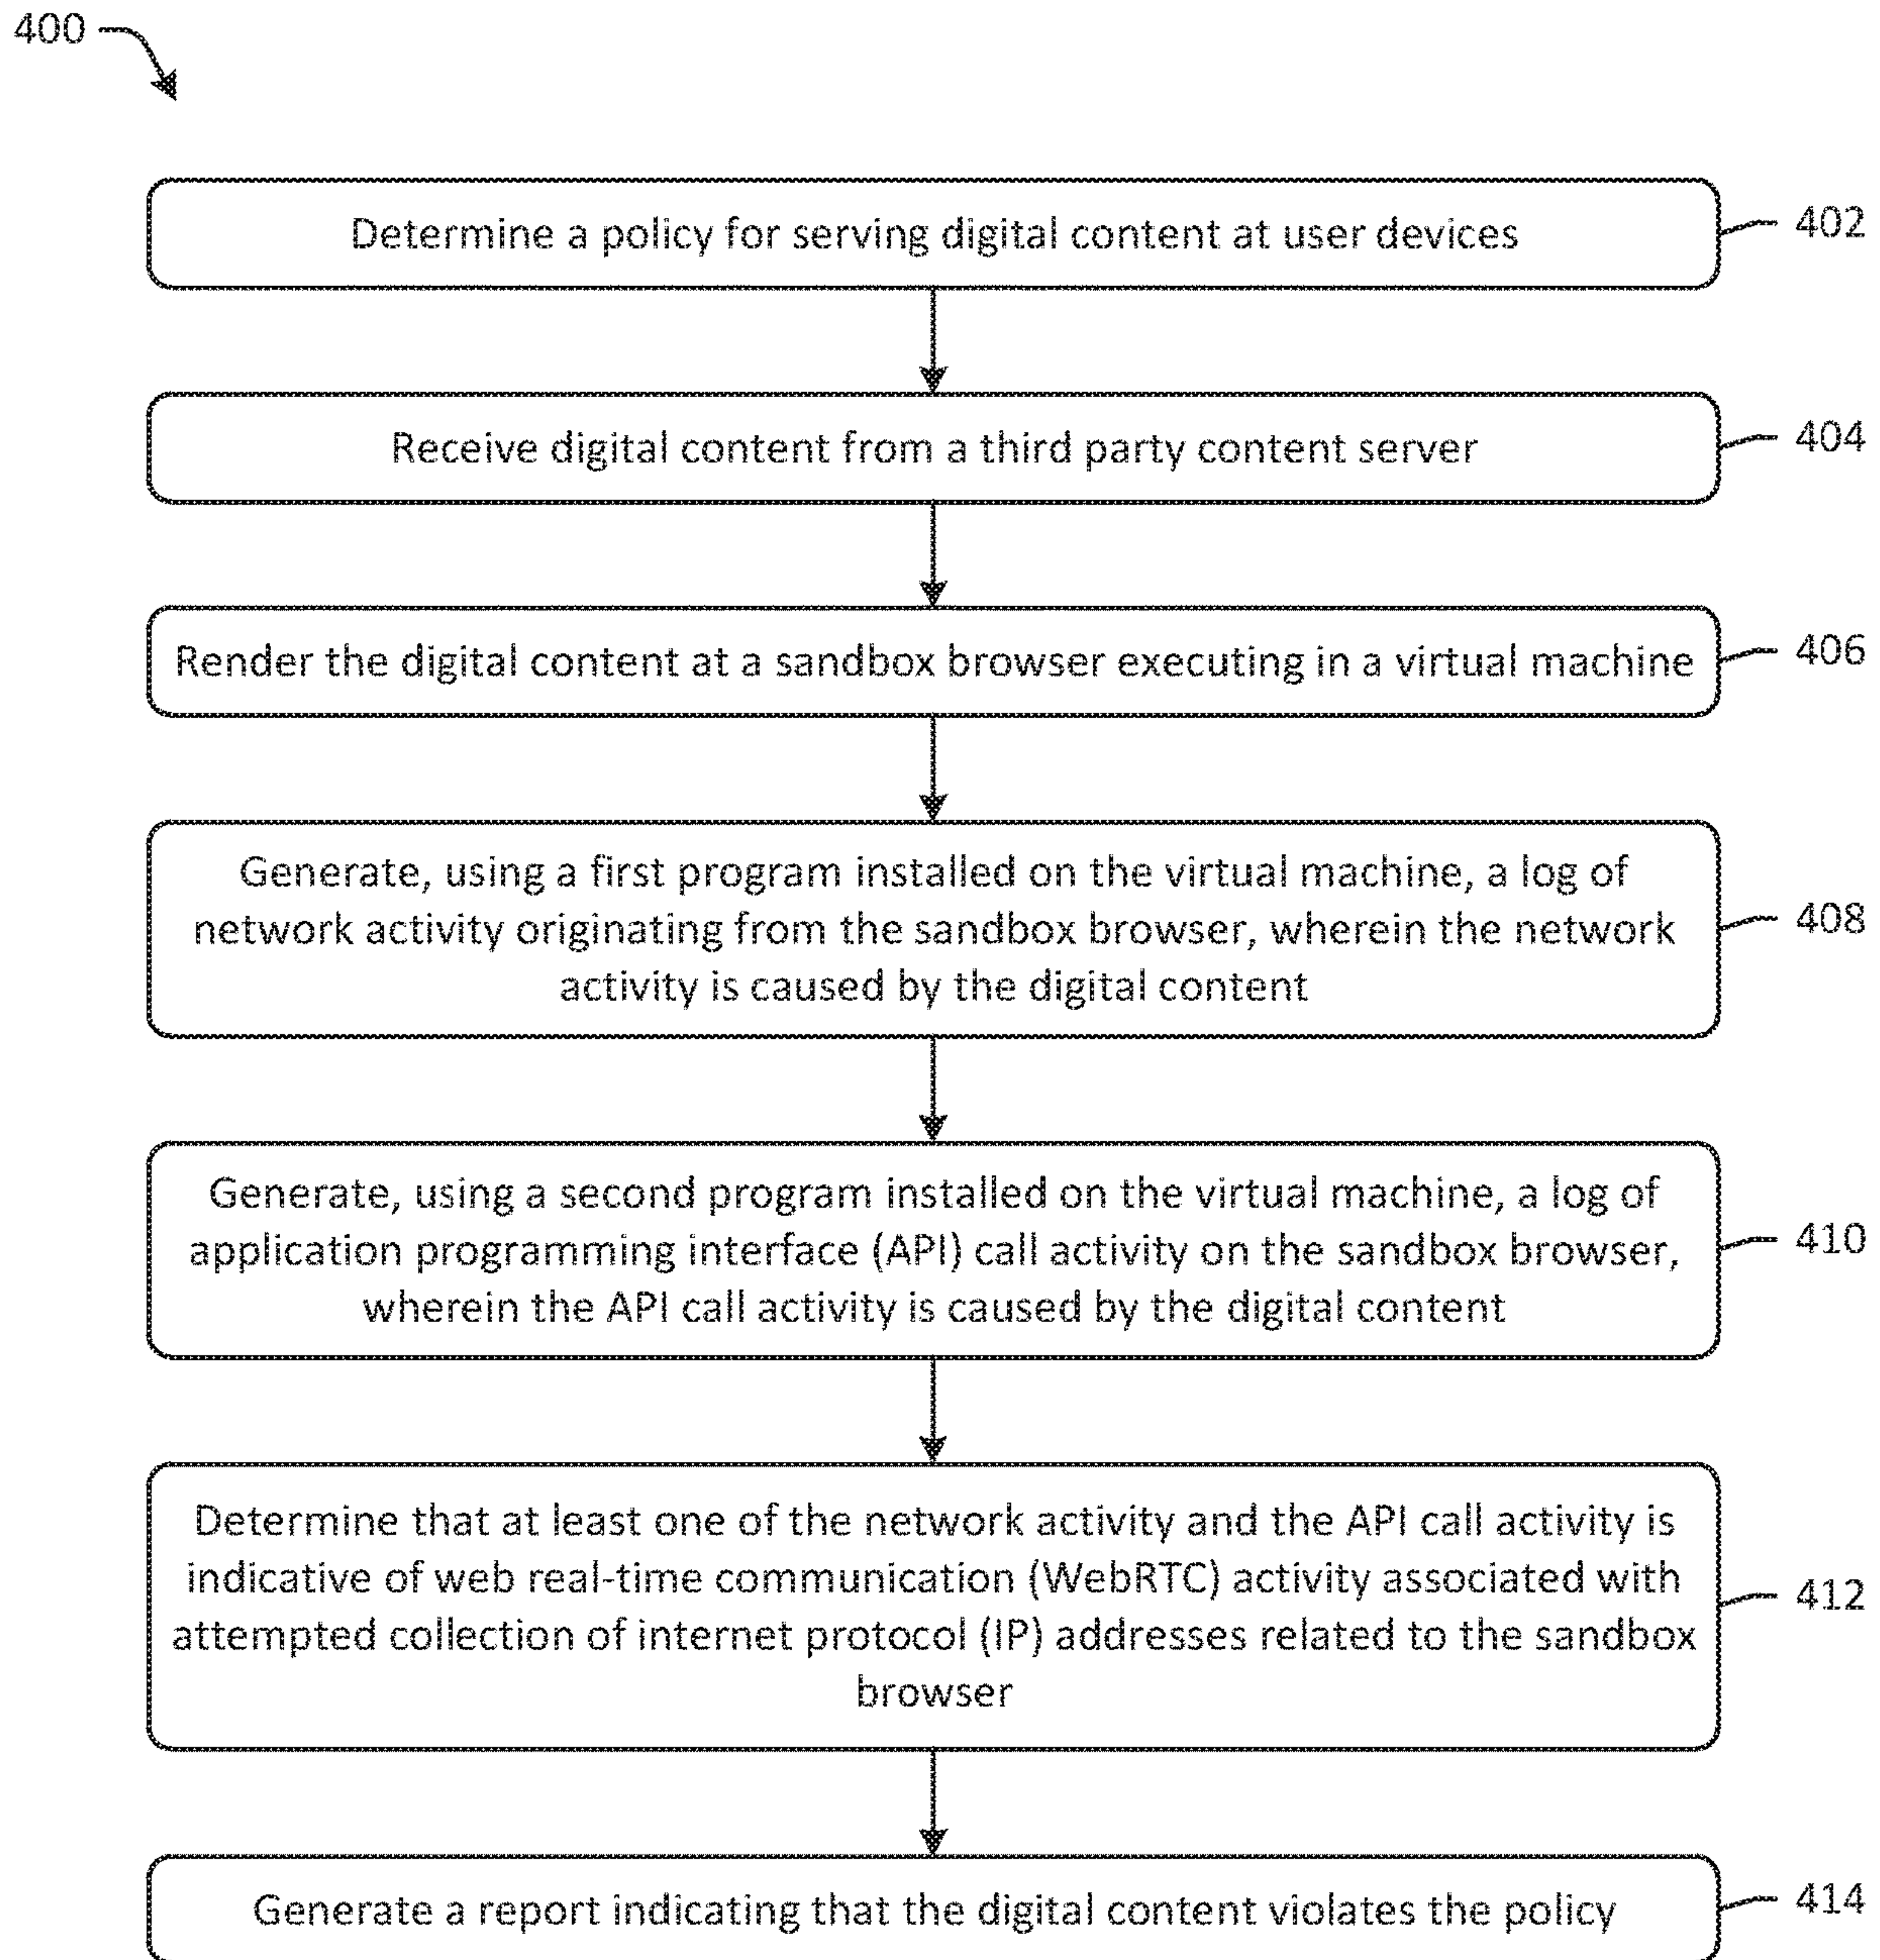 400
Determine a policy for serving digital content at user devices
402
Receive digital content from a third party content server
404
Render the digital content at a sandbox browser executing in a virtual machine
406
Generate, using a first program installed on the virtual machine, a log of
network activity originating from the sandbox browser, wherein the network
activity is caused by the digital content
408
Generate, using a second program installed on the virtual machine, a log of
application programming interface (API) call activity on the sandbox browser,
wherein the API call activity is caused by the digital content
410
Determine that at least one of the network activity and the API call activity is
indicative of web real-time communication (WebRTC) activity associated with
attempted collection of internet protocol (IP) addresses related to the sandbox
browser
412
Generate a report indicating that the digital content violates the policy
414